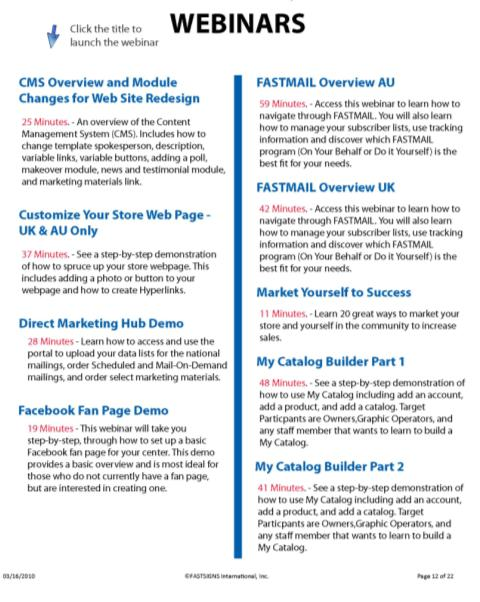 Click the title to
launch the webinar
WEBINARS
CMS Overview and Module
Changes for Web Site Redesign
25 Minutes. - An overview of the Content
Management System (CMS). Includes how to
change template spokesperson, description,
variable links, variable buttons, adding a poll,
makeover module, news and testimonial module,
and marketing materials link.
Customize Your Store Web Page -
UK & AU Only
37 Minutes. - See a step-by-step demonstration
of how to spruce up your store webpage. This
includes adding a photo or button to your
webpage and how to create Hyperlinks.
Direct Marketing Hub Demo
28 Minutes - Learn how to access and use the
portal to upload your data lists for the national
mailings, order Scheduled and Mail-On-Demand
mailings, and order select marketing materials.
Facebook Fan Page Demo
19 Minutes - This webinar will take you
step-by-step, through how to set up a basic
Facebook fan page for your center. This demo
provides a basic overview and is most ideal for
those who do not currently have a fan page,
but are interested in creating one.
FASTMAIL Overview AU
59 Minutes. - Access this webinar to learn how to
navigate through FASTMAIL. You will also learn
how to manage your subscriber lists, use tracking
information and discover which FASTMAIL
program (On Your Behalf or Do it Yourself) is the
best fit for your needs.
FASTMAIL Overview UK
42 Minutes. - Access this webinar to learn how to
navigate through FASTMAIL. You will also learn
how to manage your subscriber lists, use tracking
information and discover which FASTMAIL
program (On Your Behalf or Do it Yourself) is the
best fit for your needs.
Market Yourself to Success
11 Minutes. - Learn 20 great ways to market your
store and yourself in the community to increase
sales.
My Catalog Builder Part 1
48 Minutes. - See a step-by-step demonstration of
how to use My Catalog including add an account,
add a product, and add a catalog. Target
Particpants are Owners,Graphic Operators, and
any staff member that wants to learn to build a
My Catalog.
My Catalog Builder Part 2
41 Minutes. - See a step-by-step demonstration of
how to use My Catalog including add an account,
add a product, and add a catalog. Target
Particpants are Owners,Graphic Operators, and
any staff member that wants to learn to build a
My Catalog.
03/16/2010
©FASTSIGNS International, Inc.
Page 12 of 22